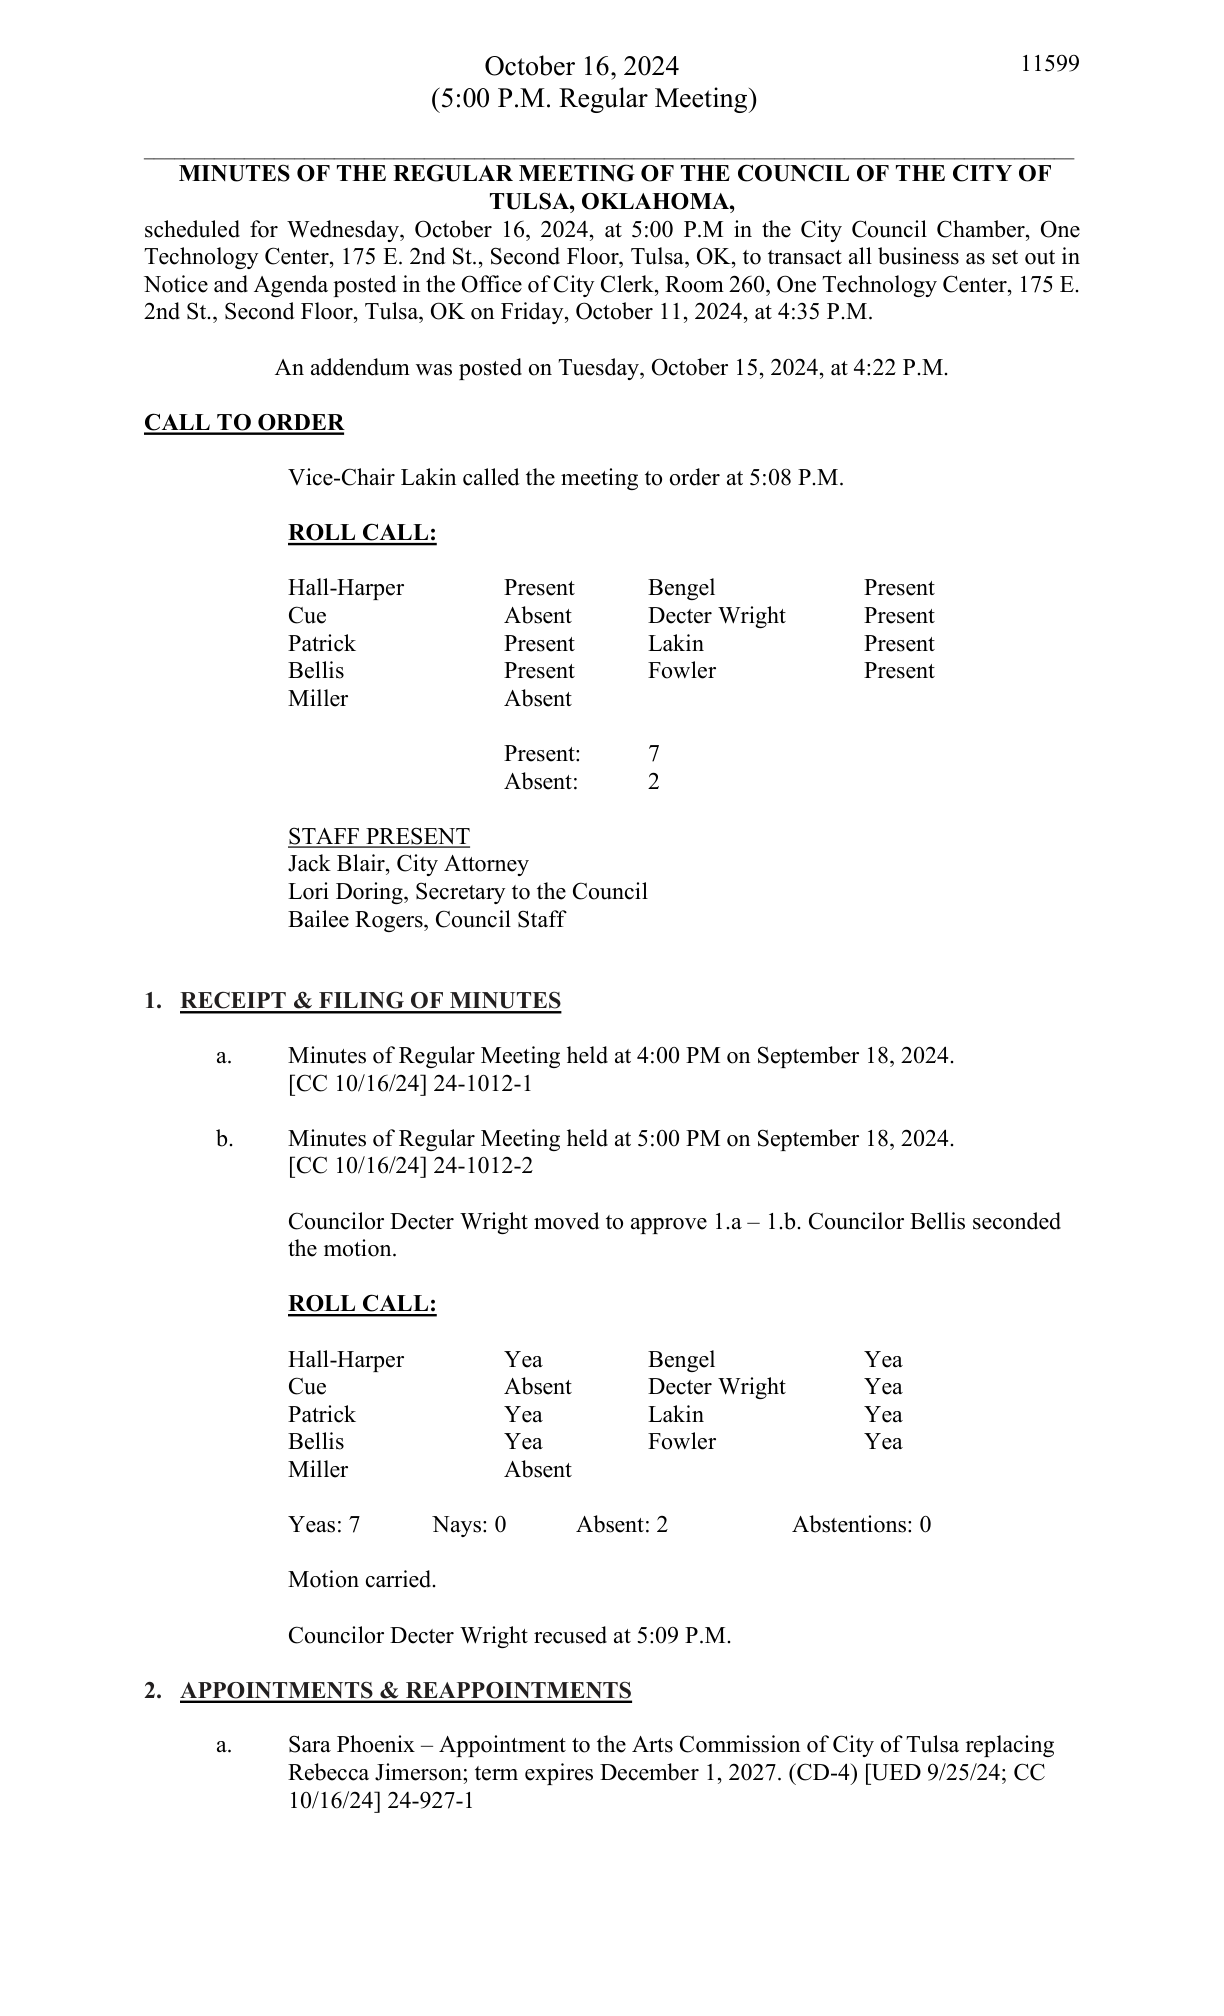 October 16, 2024 11599
(5:00 P.M. Regular Meeting)
MINUTES OF THE REGULAR MEETING OF THE COUNCIL OF THE CITY OF
TULSA, OKLAHOMA,
scheduled for Wednesday, October 16, 2024, at 5:00 P.M in the City Council Chamber, One
Technology Center, 175 E. 2nd St., Second Floor, Tulsa, OK, to transact all business as set out in
Notice and Agenda posted in the Office of City Clerk, Room 260, One Technology Center, 175 E.
2nd St., Second Floor, Tulsa, OK on Friday, October 11, 2024, at 4:35 P.M.
An addendum was posted on Tuesday, October 15, 2024, at 4:22 P.M.
CALL TO ORDER
Vice-Chair Lakin called the meeting to order at 5:08 P.M.
ROLL CALL:
Hall-Harper Present Bengel Present
Cue Absent Decter Wright Present
Patrick Present Lakin Present
Bellis Present Fowler Present
Miller Absent
Present: 7
Absent: 2
STAFF PRESENT
Jack Blair, City Attorney
Lori Doring, Secretary to the Council
Bailee Rogers, Council Staff
1. RECEIPT & FILING OF MINUTES
a. Minutes of Regular Meeting held at 4:00 PM on September 18, 2024.
[CC 10/16/24] 24-1012-1
b. Minutes of Regular Meeting held at 5:00 PM on September 18, 2024.
[CC 10/16/24] 24-1012-2
Councilor Decter Wright moved to approve 1.a – 1.b. Councilor Bellis seconded
the motion.
ROLL CALL:
Hall-Harper Yea Bengel Yea
Cue Absent Decter Wright Yea
Patrick Yea Lakin Yea
Bellis Yea Fowler Yea
Miller Absent
Yeas: 7 Nays: 0 Absent: 2 Abstentions: 0
Motion carried.
Councilor Decter Wright recused at 5:09 P.M.
2. APPOINTMENTS & REAPPOINTMENTS
a. Sara Phoenix – Appointment to the Arts Commission of City of Tulsa replacing
Rebecca Jimerson; term expires December 1, 2027. (CD-4) [UED 9/25/24; CC
10/16/24] 24-927-1